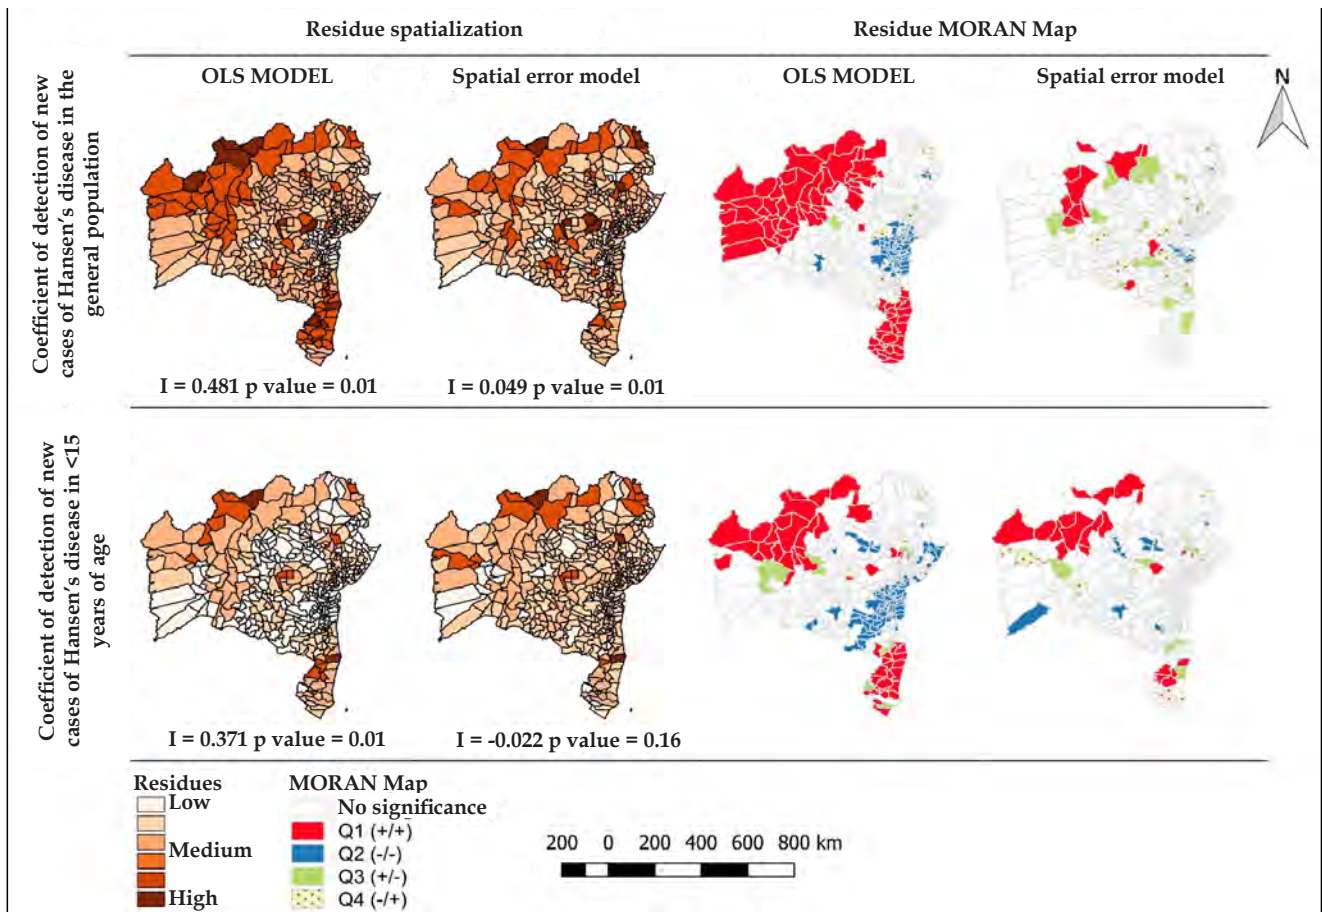 Residue spatialization
Residue MORAN Map
OLS MODEL
Spatial error model
OLS MODEL
Spatial error model
N
Coefficient of detection of new
cases of Hansen's disease in the
general population
I = 0.481 p value = 0.01
I = 0.049 p value = 0.01
Coefficient of detection of new
cases of Hansen's disease in <15
years of age
I = 0.371 p value = 0.01
I = -0.022 p value = 0.16
Residues
Low
Medium
High
MORAN Map
No significance
Q1 (+/+)
Q2 (-/-)
Q3 (+/-)
Q4 (-/+)
200 0 200 400 600 800 km